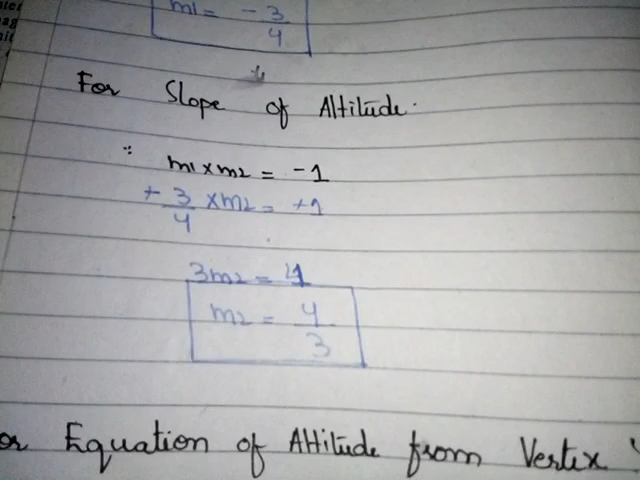 m1 = -3/4
For Slope of Altitude.
∵ m1 x m2 = -1
+ 3/4 x m2 = +1
3m2 = 4
m2 = 4/3
Equation of Altitude from Vertex